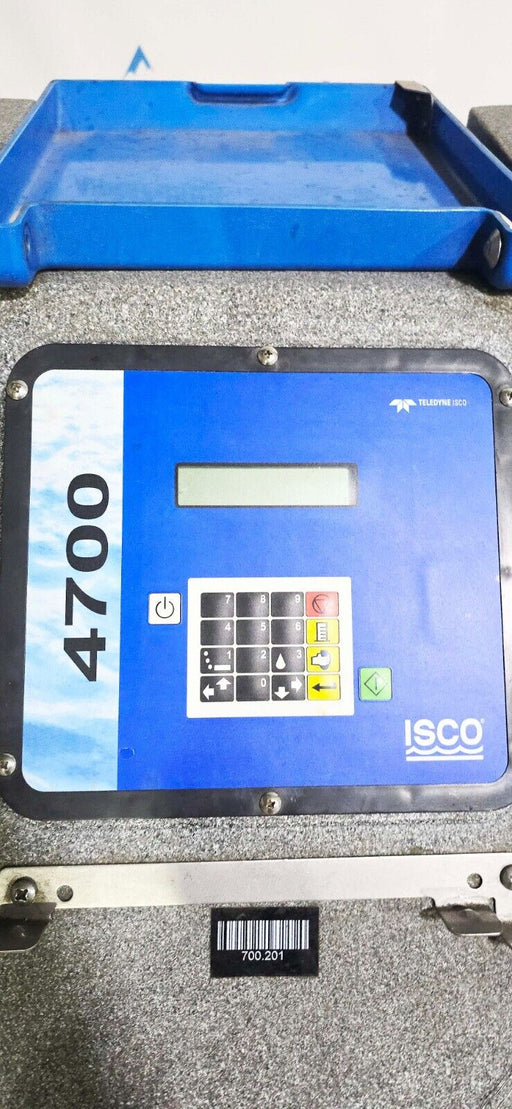 TELEDYNE ISCO
4700
7 8 9
4 5 6
1 2 3
0
ISCO
700.201